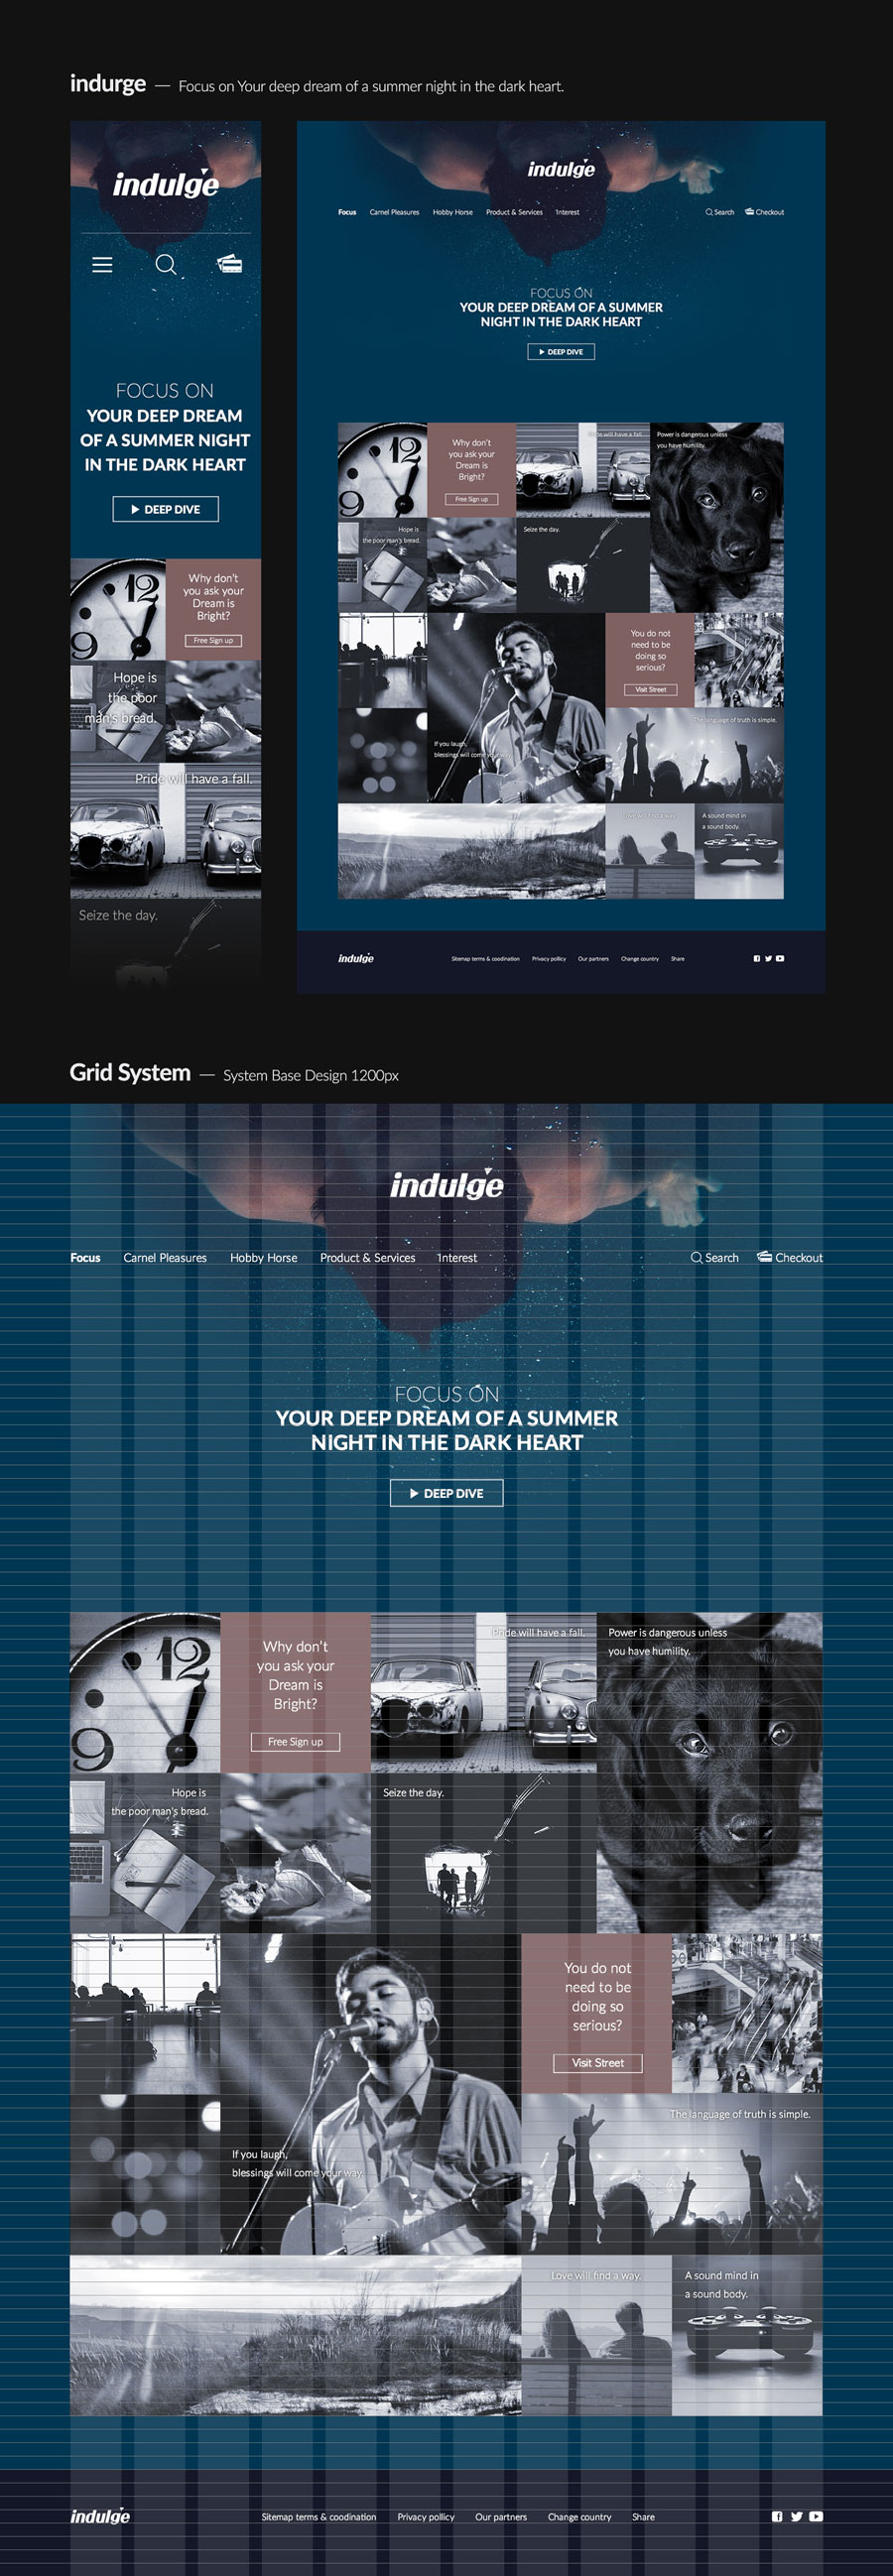 indurge — Focus on Your deep dream of a summer night in the dark heart.
indulge
FOCUS ON
YOUR DEEP DREAM
OF A SUMMER NIGHT
IN THE DARK HEART
DEEP DIVE
12
9
Why don't
you ask your
Dream is
Bright?
Free Sign up
Hope is
the poor
man's bread.
Pride will have a fall.
Seize the day.
indulge
Focus Carnel Pleasures Hobby Horse Product & Services Interest Search Checkout
FOCUS ON
YOUR DEEP DREAM OF A SUMMER
NIGHT IN THE DARK HEART
DEEP DIVE
12
9
Why don't
you ask your
Dream is
Bright?
Free Sign up
Pride will have a fall.
Power is dangerous unless
you have humility.
Hope is
the poor man's bread.
Seize the day.
You do not
need to be
doing so
serious?
Visit Street
If you laugh,
blessings will come your way.
The language of truth is simple.
Love will find a way.
A sound mind in
a sound body.
indulge Sitemap terms & coodination Privacy pollicy Our partners Change country Share
Grid System — System Base Design 1200px
indulge
Focus Carnel Pleasures Hobby Horse Product & Services Interest Search Checkout
FOCUS ON
YOUR DEEP DREAM OF A SUMMER
NIGHT IN THE DARK HEART
DEEP DIVE
12
9
Why don't
you ask your
Dream is
Bright?
Free Sign up
Pride will have a fall.
Power is dangerous unless
you have humility.
Hope is
the poor man's bread.
Seize the day.
You do not
need to be
doing so
serious?
Visit Street
If you laugh,
blessings will come your way.
The language of truth is simple.
Love will find a way.
A sound mind in
a sound body.
indulge Sitemap terms & coodination Privacy pollicy Our partners Change country Share